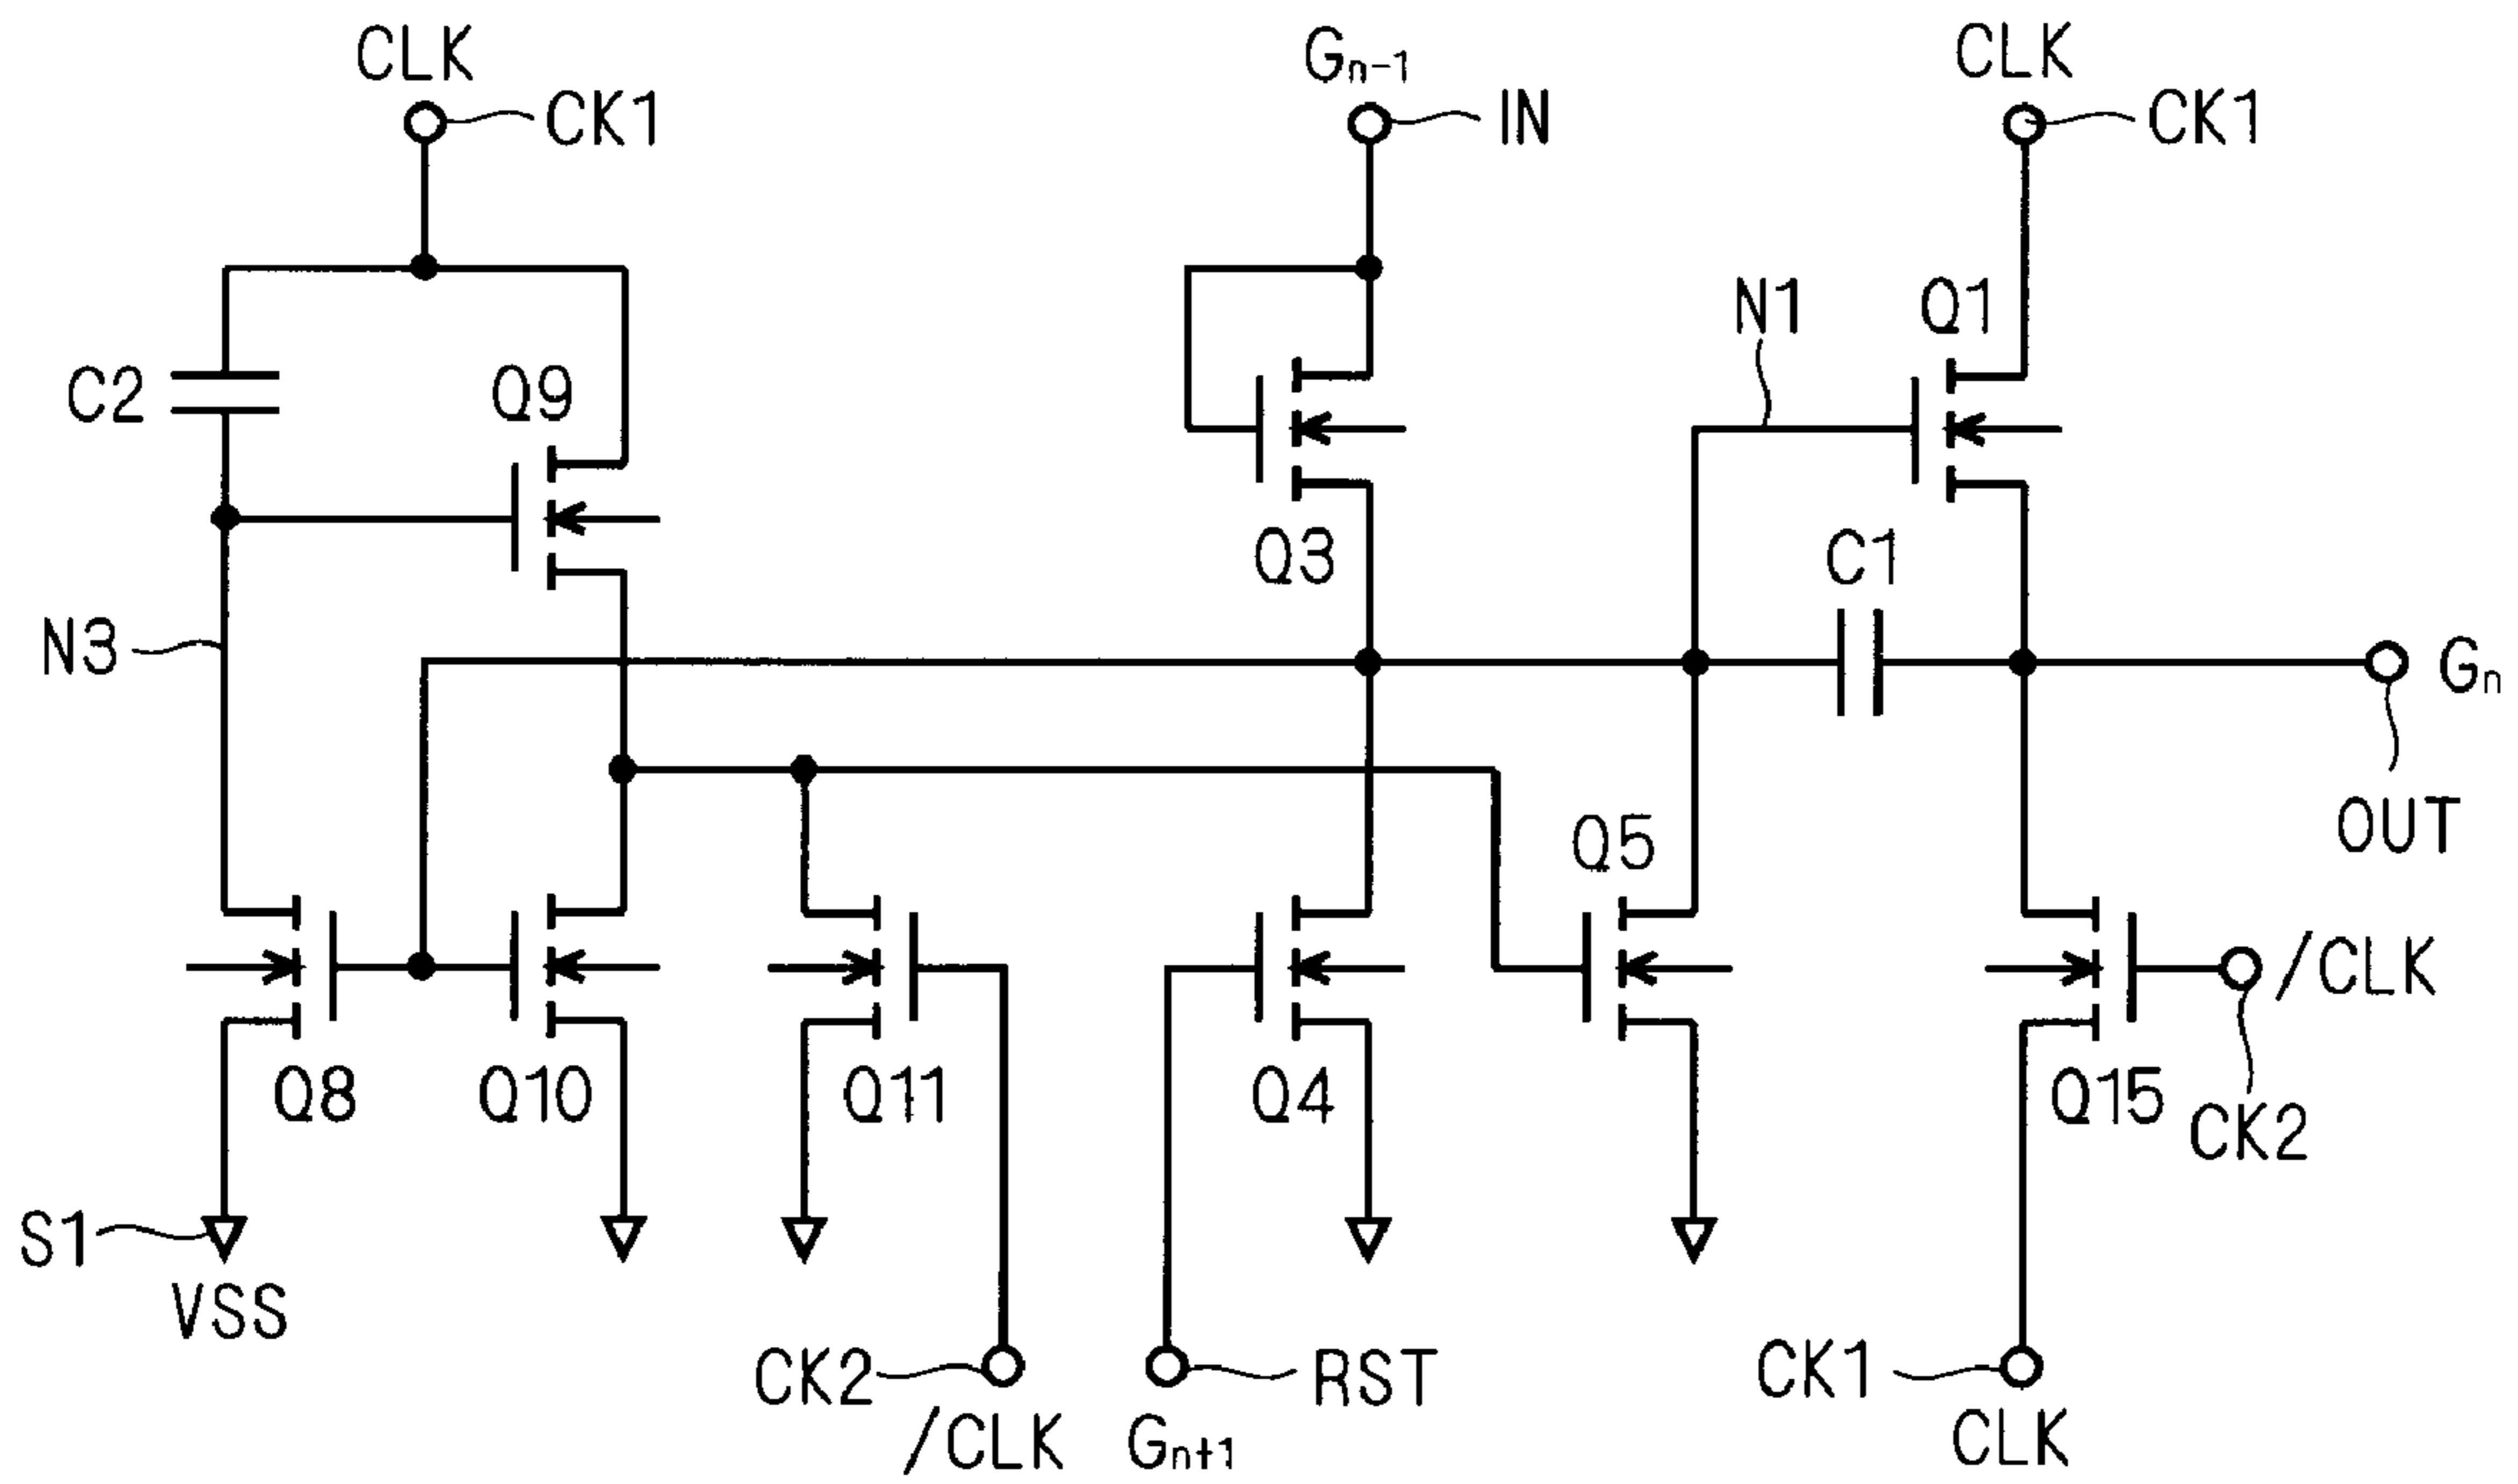 CLK
CK1
Gn-1
IN
CLK
CK1
N1
Q1
C2
Q9
Q3
C1
N3
Gn
OUT
Q5
/CLK
Q8
Q10
Q11
Q4
Q15
CK2
S1
VSS
CK2
/CLK
RST
Gn+1
CK1
CLK